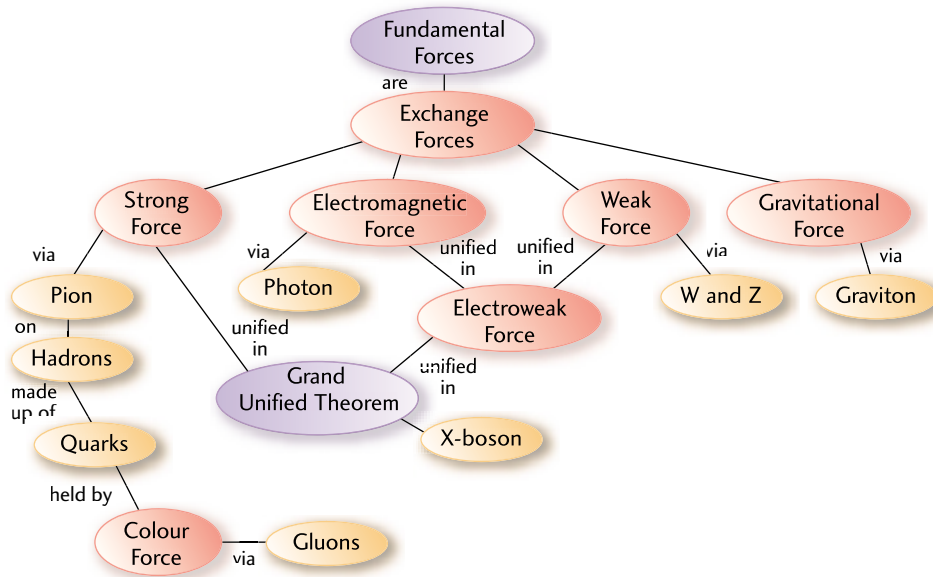 Fundamental
Forces
are
Exchange
Forces
Strong
Force
Electromagnetic
Force
Weak
Force
Gravitational
Force
via
via
unified
in
unified
in
via
via
Pion
Photon
W and Z
Graviton
on
Hadrons
unified
in
Electroweak
Force
made
up of
Grand
Unified Theorem
unified
in
Quarks
X-boson
held by
Colour
Force
via
Gluons